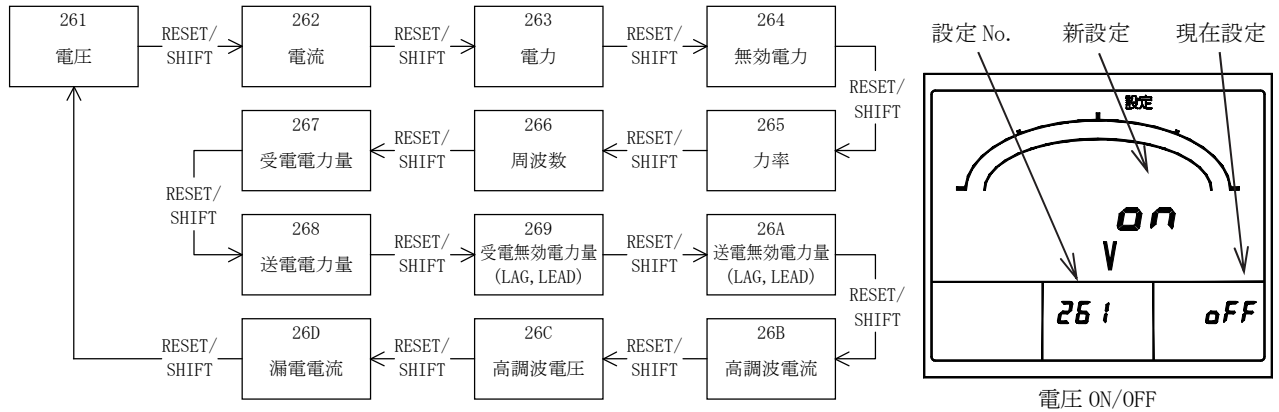 261
電圧
RESET/
SHIFT
262
電流
RESET/
SHIFT
263
電力
RESET/
SHIFT
264
無効電力
RESET/
SHIFT
265
力率
RESET/
SHIFT
266
周波数
RESET/
SHIFT
267
受電電力量
RESET/
SHIFT
268
送電電力量
RESET/
SHIFT
269
受電無効電力量
(LAG,LEAD)
RESET/
SHIFT
26A
送電無効電力量
(LAG,LEAD)
RESET/
SHIFT
26B
高調波電流
RESET/
SHIFT
26C
高調波電圧
RESET/
SHIFT
26D
漏電電流
RESET/
SHIFT
設定 No.
新設定
現在設定
設定
on
V
261
oFF
電圧 ON/OFF